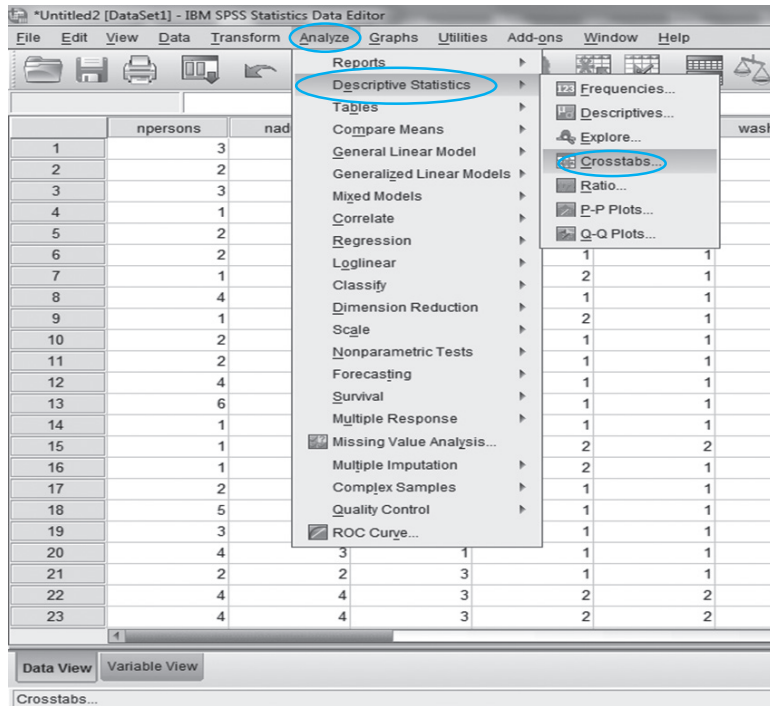 *Untitled2 [DataSet1] - IBM SPSS Statistics Data Editor
File Edit View Data Transform Analyze Graphs Utilities Add-ons Window Help
Reports
Descriptive Statistics
Tables
Compare Means
General Linear Model
Generalized Linear Models
Mixed Models
Correlate
Regression
Loglinear
Classify
Dimension Reduction
Scale
Nonparametric Tests
Forecasting
Survival
Multiple Response
Missing Value Analysis...
Multiple Imputation
Complex Samples
Quality Control
ROC Curve...
123 Frequencies...
Descriptives...
Explore...
Crosstabs...
Ratio...
P-P Plots...
Q-Q Plots...
npersons nad wash
1 3
2 2
3 3
4 1
5 2
6 2 1 1
7 1 2 1
8 4 1 1
9 1 2 1
10 2 1 1
11 2 1 1
12 4 1 1
13 6 1 1
14 1 1 1
15 1 2 2
16 1 2 1
17 2 1 1
18 5 1 1
19 3 1 1
20 4 3 1 1 1
21 2 2 3 1 1
22 4 4 3 2 2
23 4 4 3 2 2
Data View Variable View
Crosstabs...